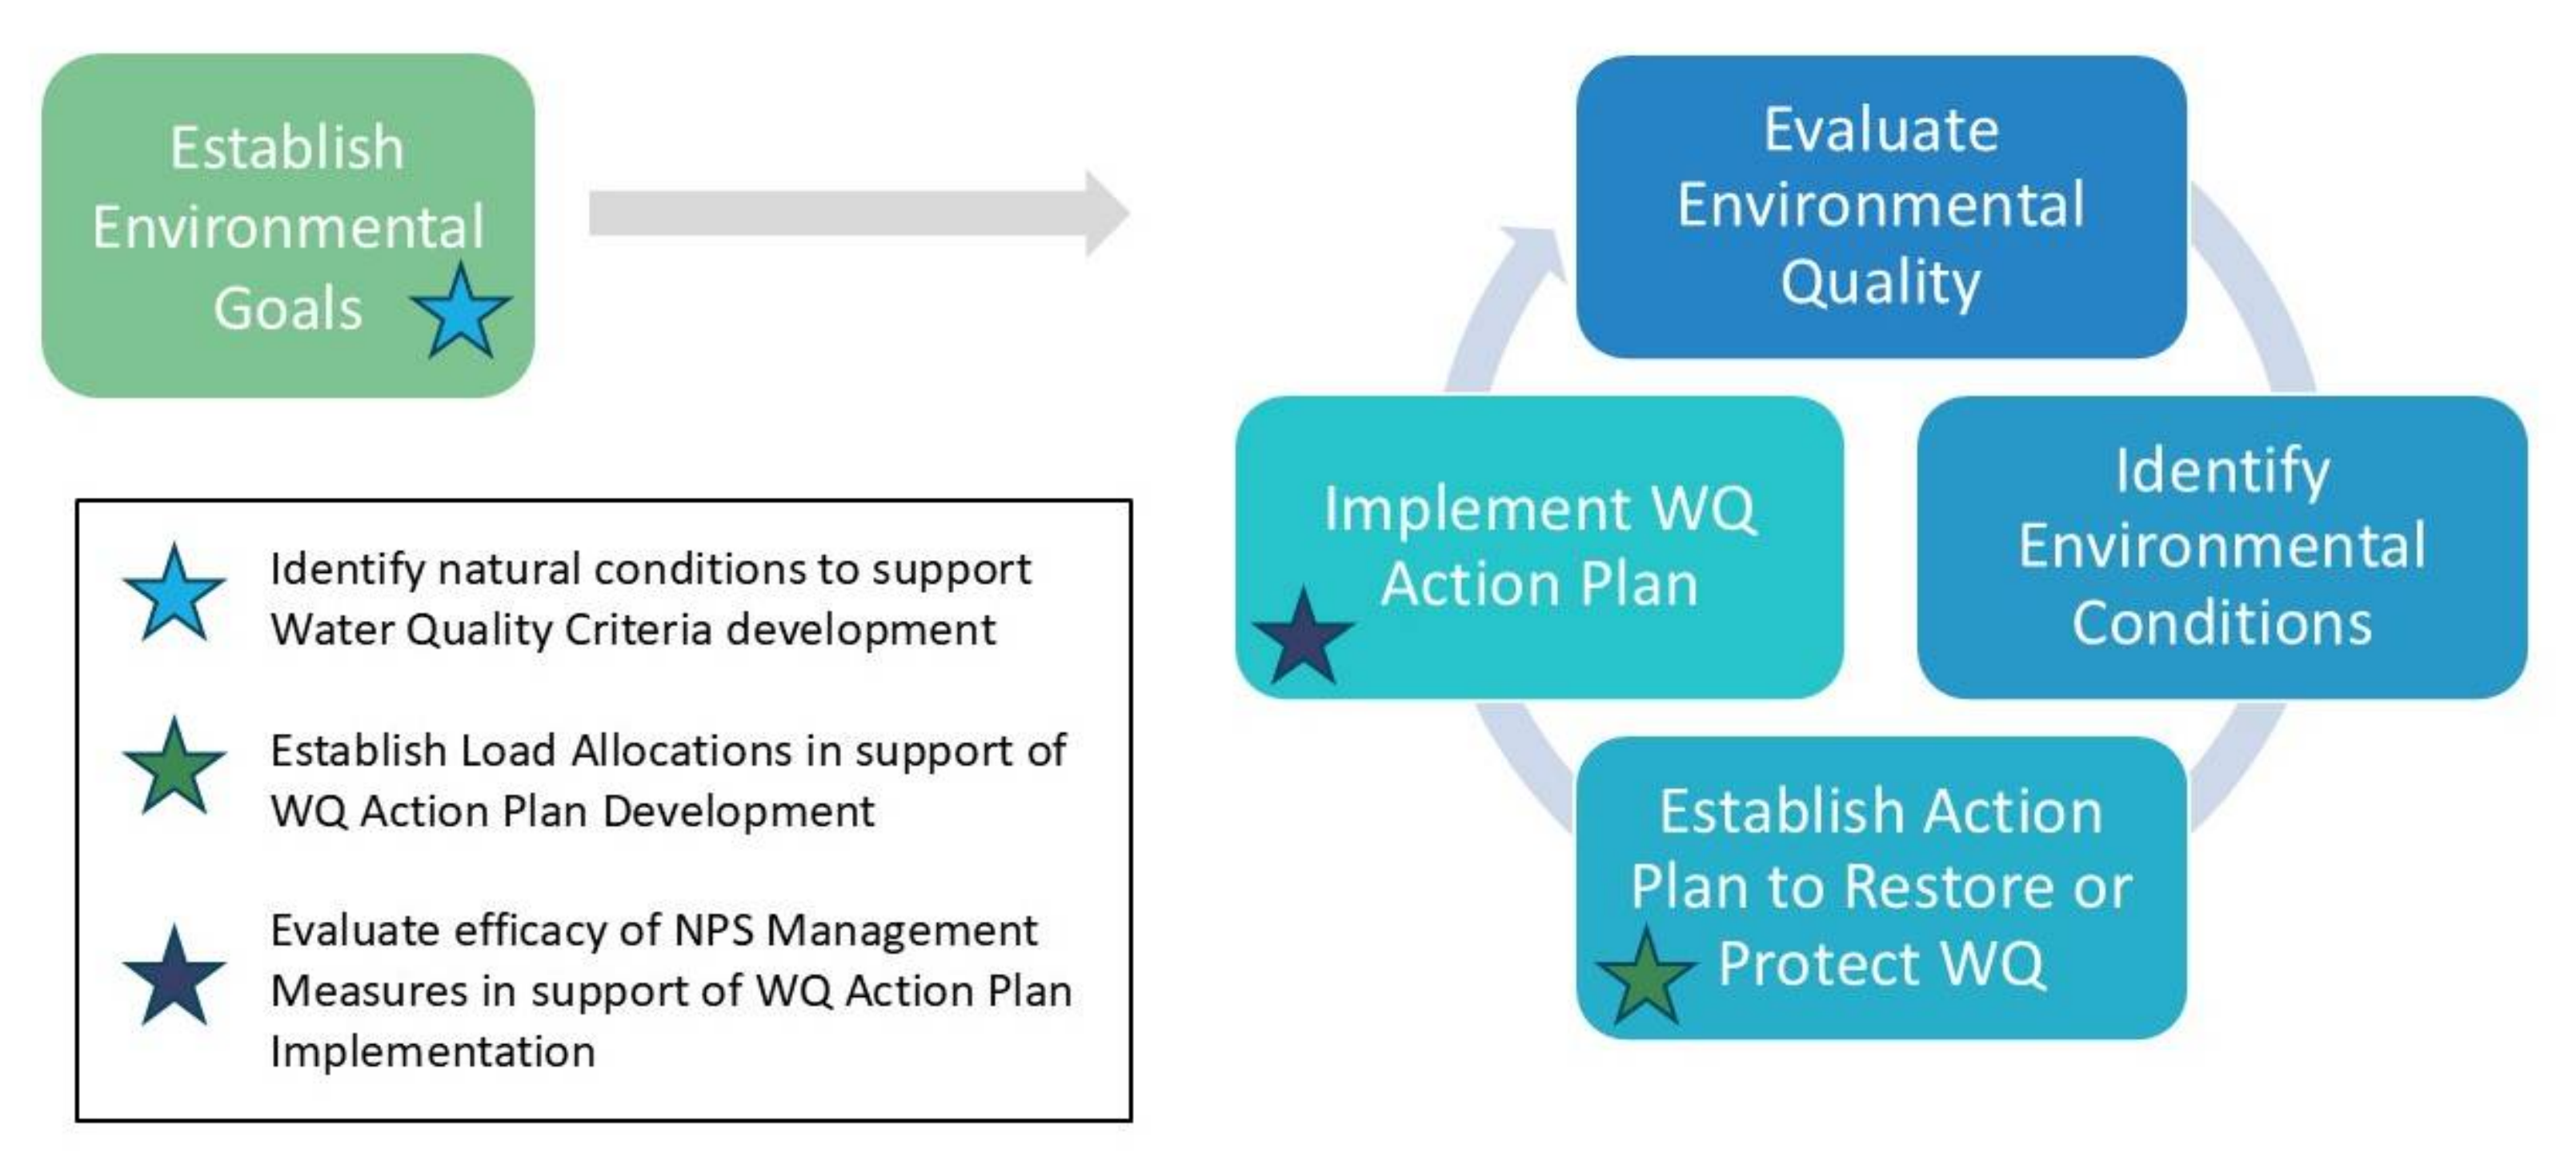 Establish
Environmental
Goals
Evaluate
Environmental
Quality
Identify
Environmental
Conditions
Establish Action
Plan to Restore or
Protect WQ
Implement WQ
Action Plan
Identify natural conditions to support
Water Quality Criteria development
Establish Load Allocations in support of
WQ Action Plan Development
Evaluate efficacy of NPS Management
Measures in support of WQ Action Plan
Implementation